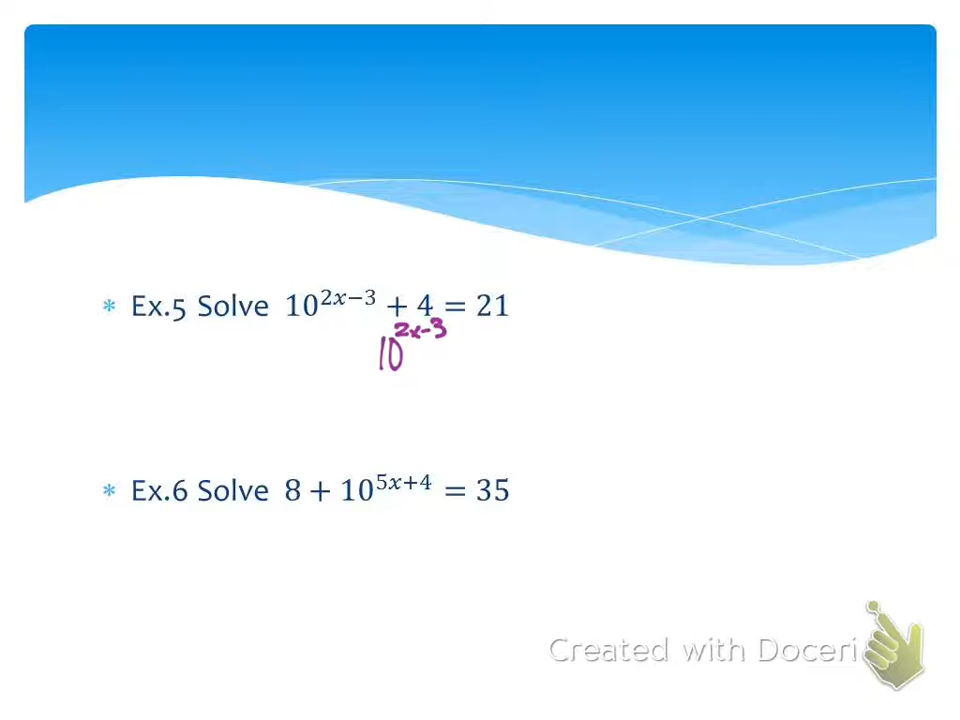 * Ex.5 Solve 10^{2x−3} + 4 = 21
10^{2x-3}
* Ex.6 Solve 8 + 10^{5x+4} = 35
Created with Doceri